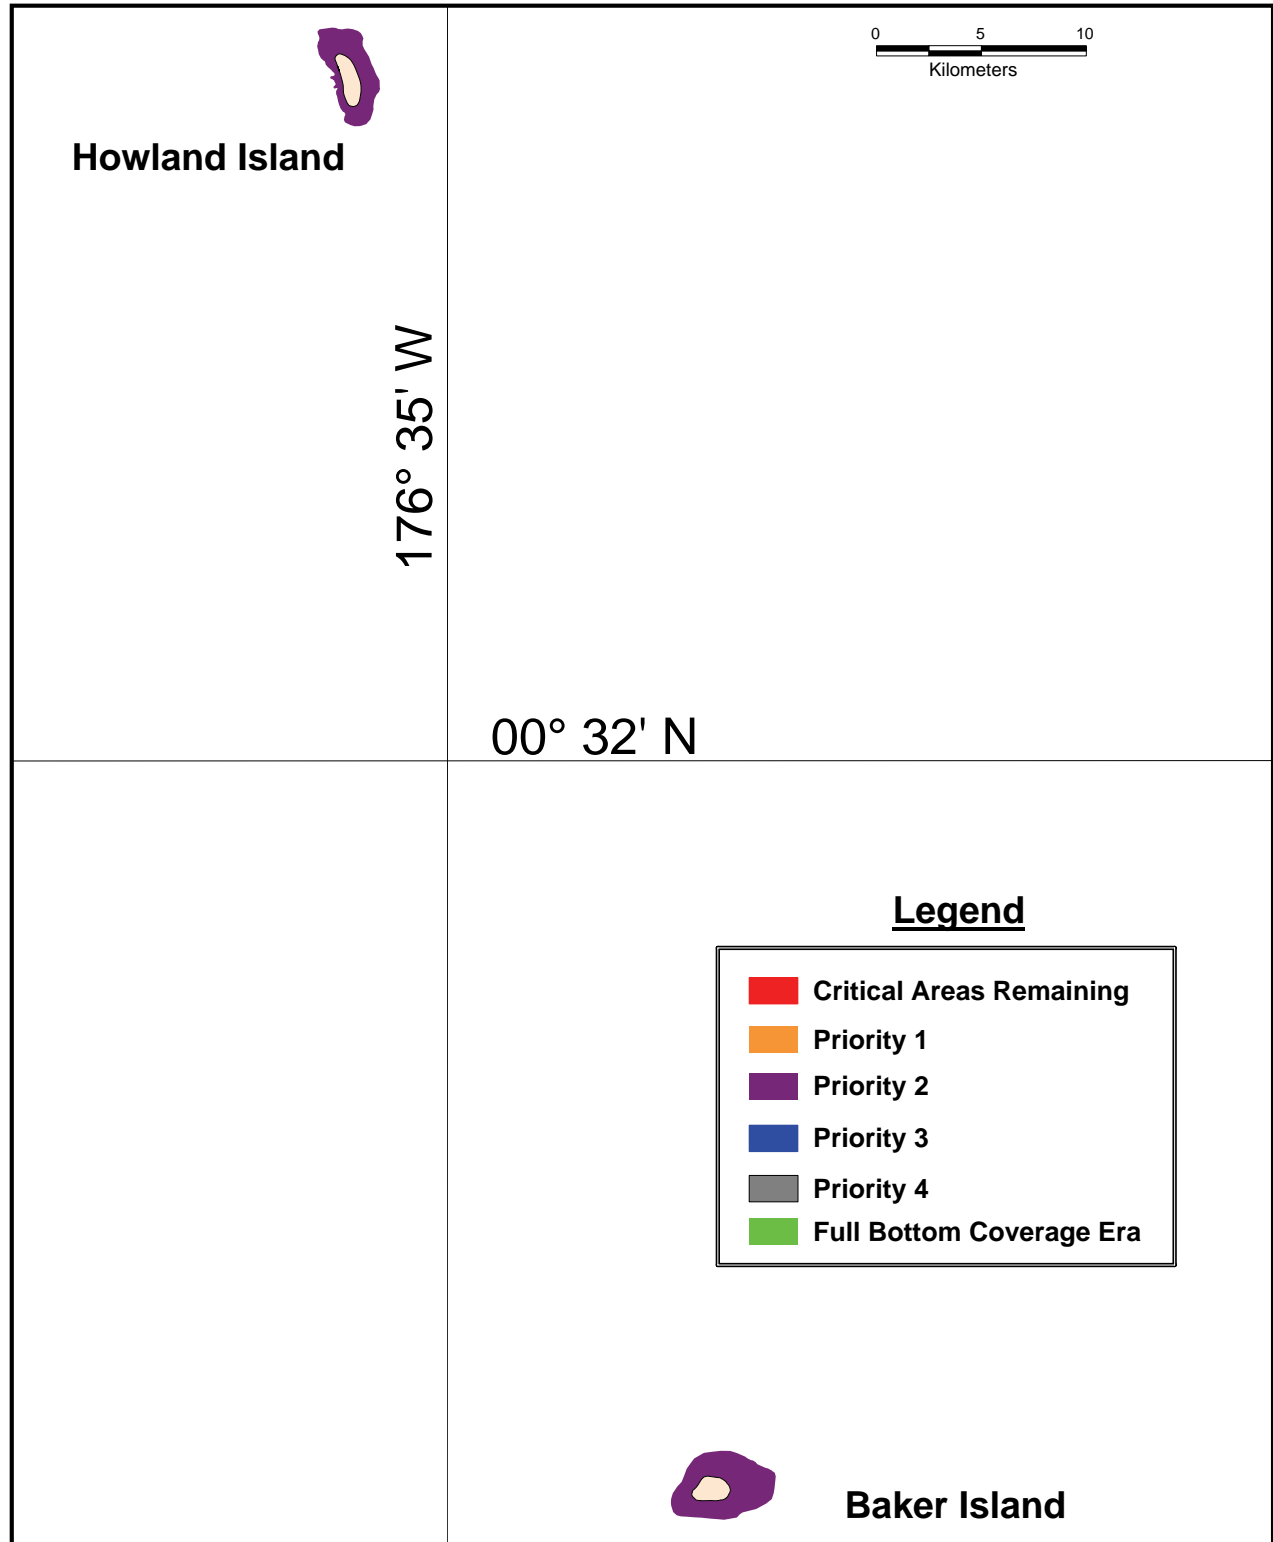 0 5 10
Kilometers
Howland Island
176° 35' W
00° 32' N
Legend
Critical Areas Remaining
Priority 1
Priority 2
Priority 3
Priority 4
Full Bottom Coverage Era
Baker Island